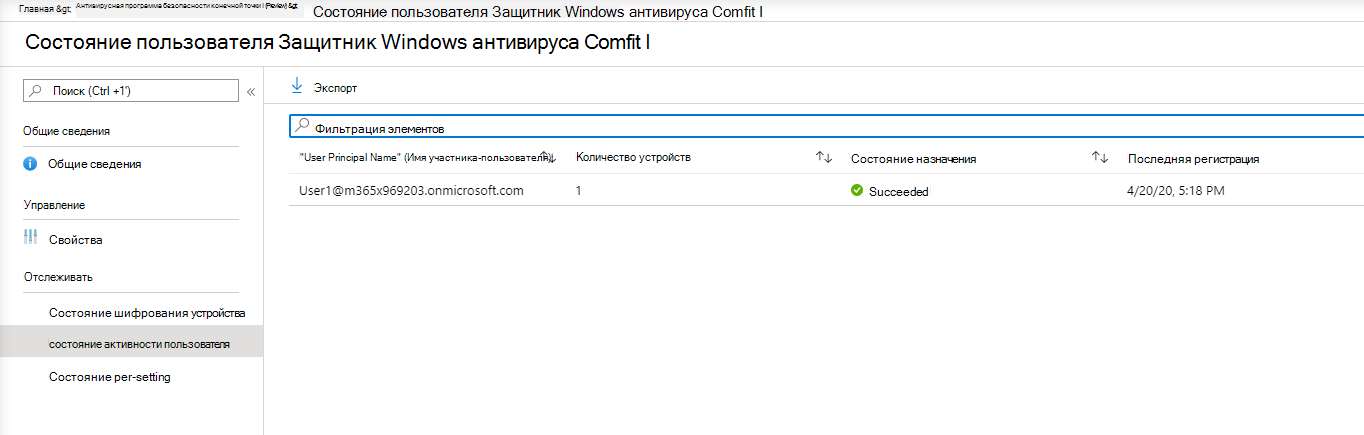 Главная &gt; Антивирусная программа безопасности конечной точки I (Preview) &gt; Состояние пользователя Защитник Windows антивируса Comfit I
Состояние пользователя Защитник Windows антивируса Comfit I
Поиск (Ctrl +1') «
Экспорт
Общие сведения
Фильтрация элементов
Общие сведения
"User Principal Name" (Имя участника-пользователя) Количество устройств Состояние назначения Последняя регистрация
User1@m365x969203.onmicrosoft.com 1 Succeeded 4/20/20, 5:18 PM
Управление
Свойства
Отслеживать
Состояние шифрования устройства
состояние активности пользователя
Состояние per-setting